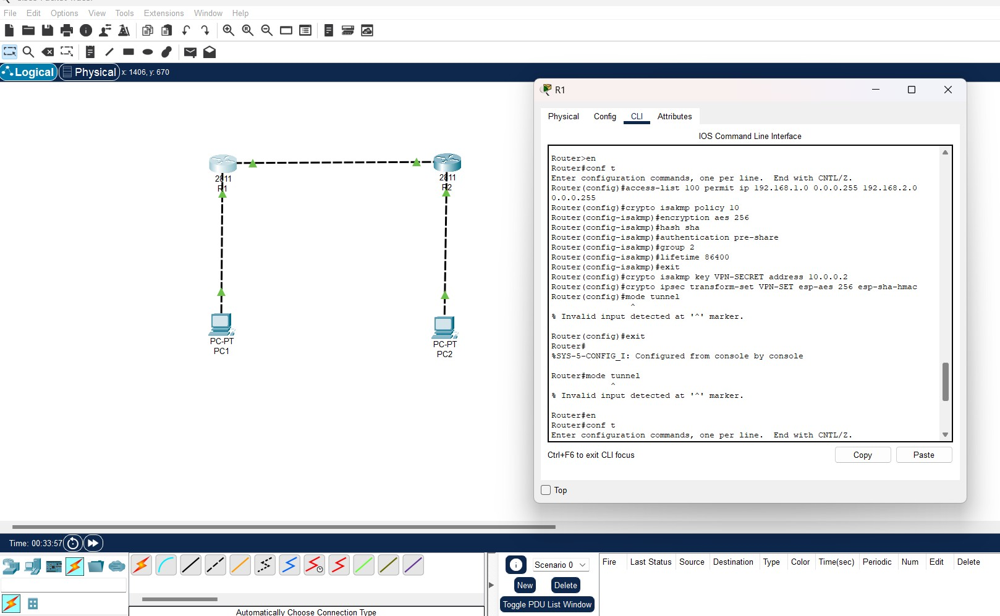 File Edit Options View Tools Extensions Window Help
Logical Physical x: 1406, y: 670
R1
Physical Config CLI Attributes
IOS Command Line Interface
Router>en
Router#conf t
Enter configuration commands, one per line.  End with CNTL/Z.
Router(config)#access-list 100 permit ip 192.168.1.0 0.0.0.255 192.168.2.0
0.0.0.255
Router(config)#crypto isakmp policy 10
Router(config-isakmp)#encryption aes 256
Router(config-isakmp)#hash sha
Router(config-isakmp)#authentication pre-share
Router(config-isakmp)#group 2
Router(config-isakmp)#lifetime 86400
Router(config-isakmp)#exit
Router(config)#crypto isakmp key VPN-SECRET address 10.0.0.2
Router(config)#crypto ipsec transform-set VPN-SET esp-aes 256 esp-sha-hmac
Router(config)#mode tunnel
^
% Invalid input detected at '^' marker.
Router(config)#exit
Router#
%SYS-5-CONFIG_I: Configured from console by console
Router#mode tunnel
^
% Invalid input detected at '^' marker.
Router#en
Router#conf t
Enter configuration commands, one per line.  End with CNTL/Z.
Ctrl+F6 to exit CLI focus
Copy Paste
Top
2811
R1
2811
R2
PC-PT
PC1
PC-PT
PC2
Time: 00:33:57
Scenario 0
New Delete
Toggle PDU List Window
Fire Last Status Source Destination Type Color Time(sec) Periodic Num Edit Delete
Automatically Choose Connection Type